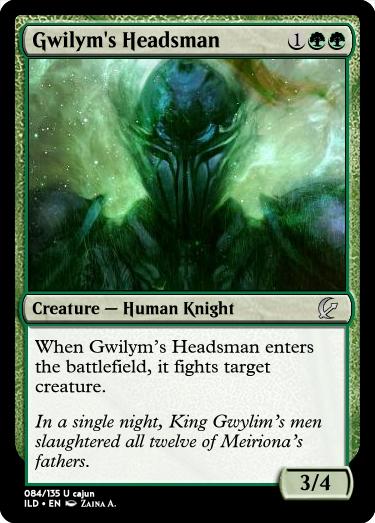 Gwilym's Headsman 1
Creature — Human Knight
When Gwilym's Headsman enters
the battlefield, it fights target
creature.
In a single night, King Gwylim's men
slaughtered all twelve of Meiriona's
fathers.
3/4
084/135 U cajun
ILD • EN Zaina A.